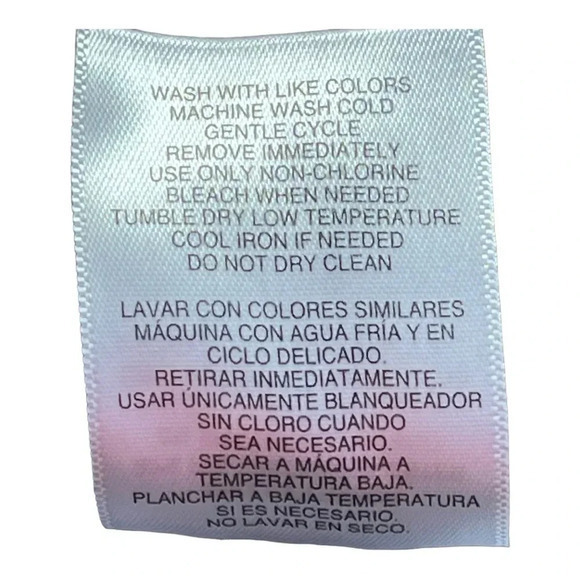 WASH WITH LIKE COLORS
MACHINE WASH COLD
GENTLE CYCLE
REMOVE IMMEDIATELY
USE ONLY NON-CHLORINE
BLEACH WHEN NEEDED
TUMBLE DRY LOW TEMPERATURE
COOL IRON IF NEEDED
DO NOT DRY CLEAN
LAVAR CON COLORES SIMILARES
MÁQUINA CON AGUA FRÍA Y EN
CICLO DELICADO.
RETIRAR INMEDIATAMENTE.
USAR ÚNICAMENTE BLANQUEADOR
SIN CLORO CUANDO
SEA NECESARIO.
SECAR A MÁQUINA A
TEMPERATURA BAJA.
PLANCHAR A BAJA TEMPERATURA
SI ES NECESARIO.
NO LAVAR EN SECO.